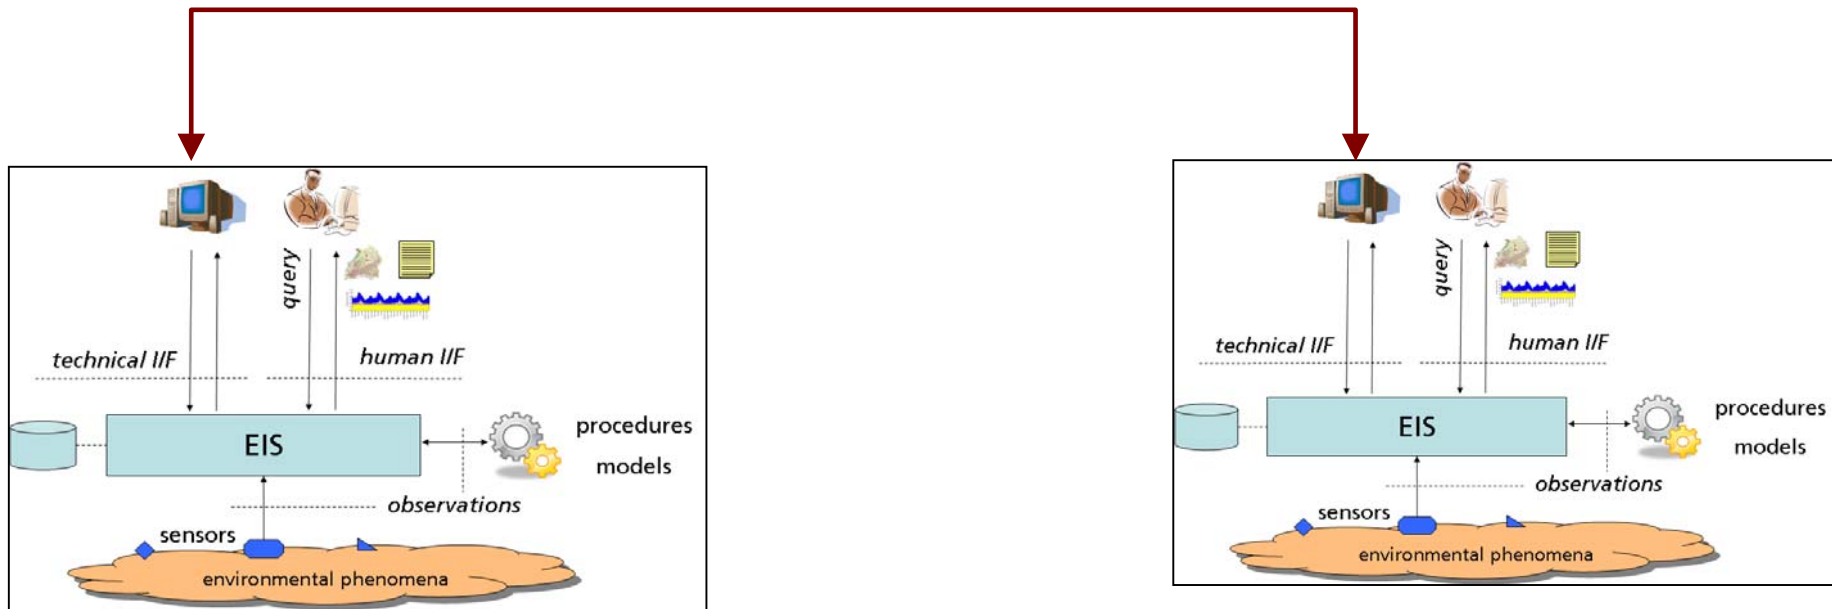 query
technical I/F
human I/F
EIS
procedures
models
observations
sensors
environmental phenomena
query
technical I/F
human I/F
EIS
procedures
models
observations
sensors
environmental phenomena